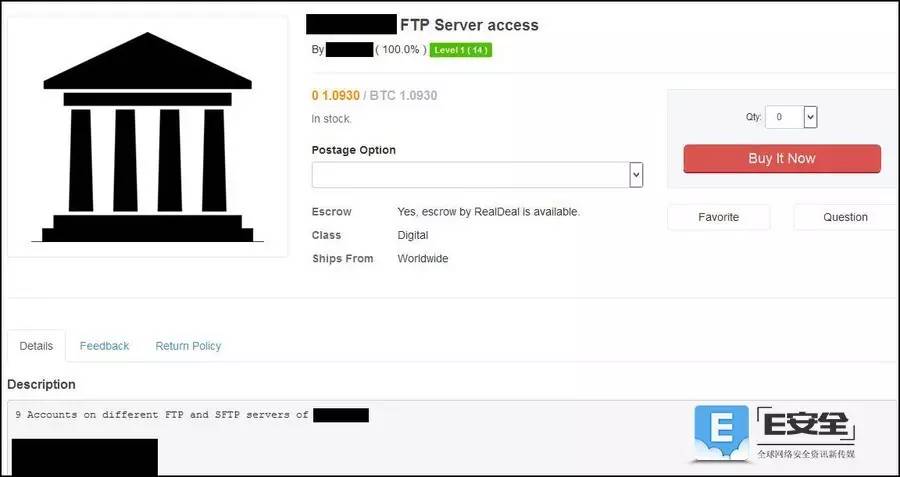 FTP Server access
By ( 100.0% ) Level 1 ( 14 )
0 1.0930 / BTC 1.0930
In stock.
Qty: 0
Buy It Now
Postage Option
Favorite
Question
Escrow Yes, escrow by RealDeal is available.
Class Digital
Ships From Worldwide
Details Feedback Return Policy
Description
9 Accounts on different FTP and SFTP servers of
E
E安全
全球网络安全资讯新传媒